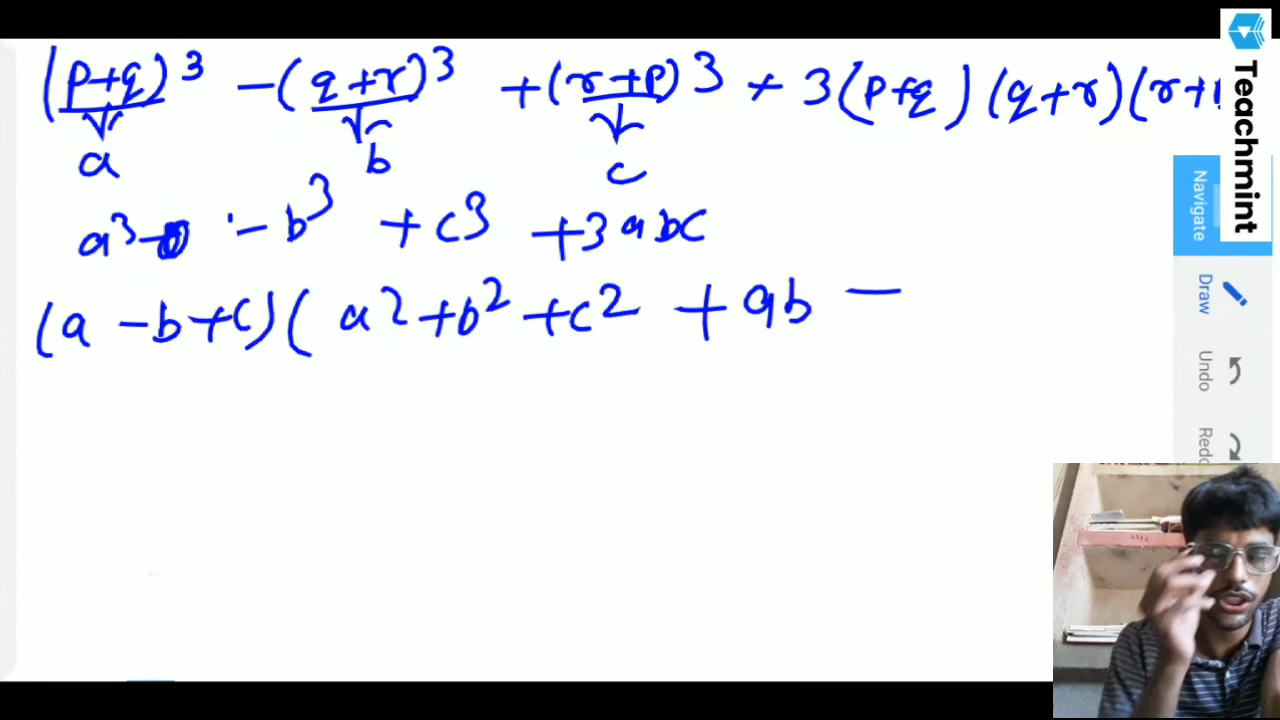 (p+q)³ -(q+r)³ +(r+p)³ + 3(p+q)(q+r)(r+
a b c
a³ - b³ + c³ + 3abc
(a - b + c)(a² + b² + c² + ab -
Teachmint
Navigate
Draw
Undo
Redo